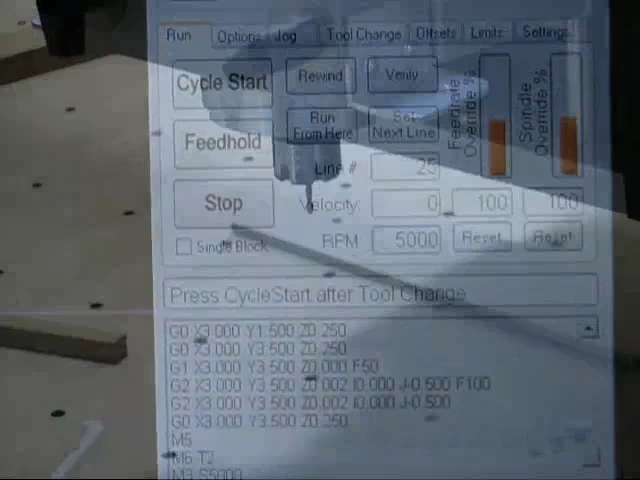 Run Options Jog Tool Change Offsets Limits Settings
Cycle Start Rewind Verify
Feedhold Run From Here Set Next Line
Feedrate Override %
Spindle Override %
Line # 25
Stop Velocity: 0 100 100
Single Block RPM 5000 Reset Reset
Press CycleStart after Tool Change
G0 X3.000 Y1.500 Z0.250
G0 X3.000 Y3.500 Z0.250
G1 X3.000 Y3.500 Z0.000 F50
G2 X3.000 Y3.500 Z0.002 I0.000 J-0.500 F100
G2 X3.000 Y3.500 Z0.002 I0.000 J-0.500
G0 X3.000 Y3.500 Z0.250
M5
M6 T2
M3 S5000